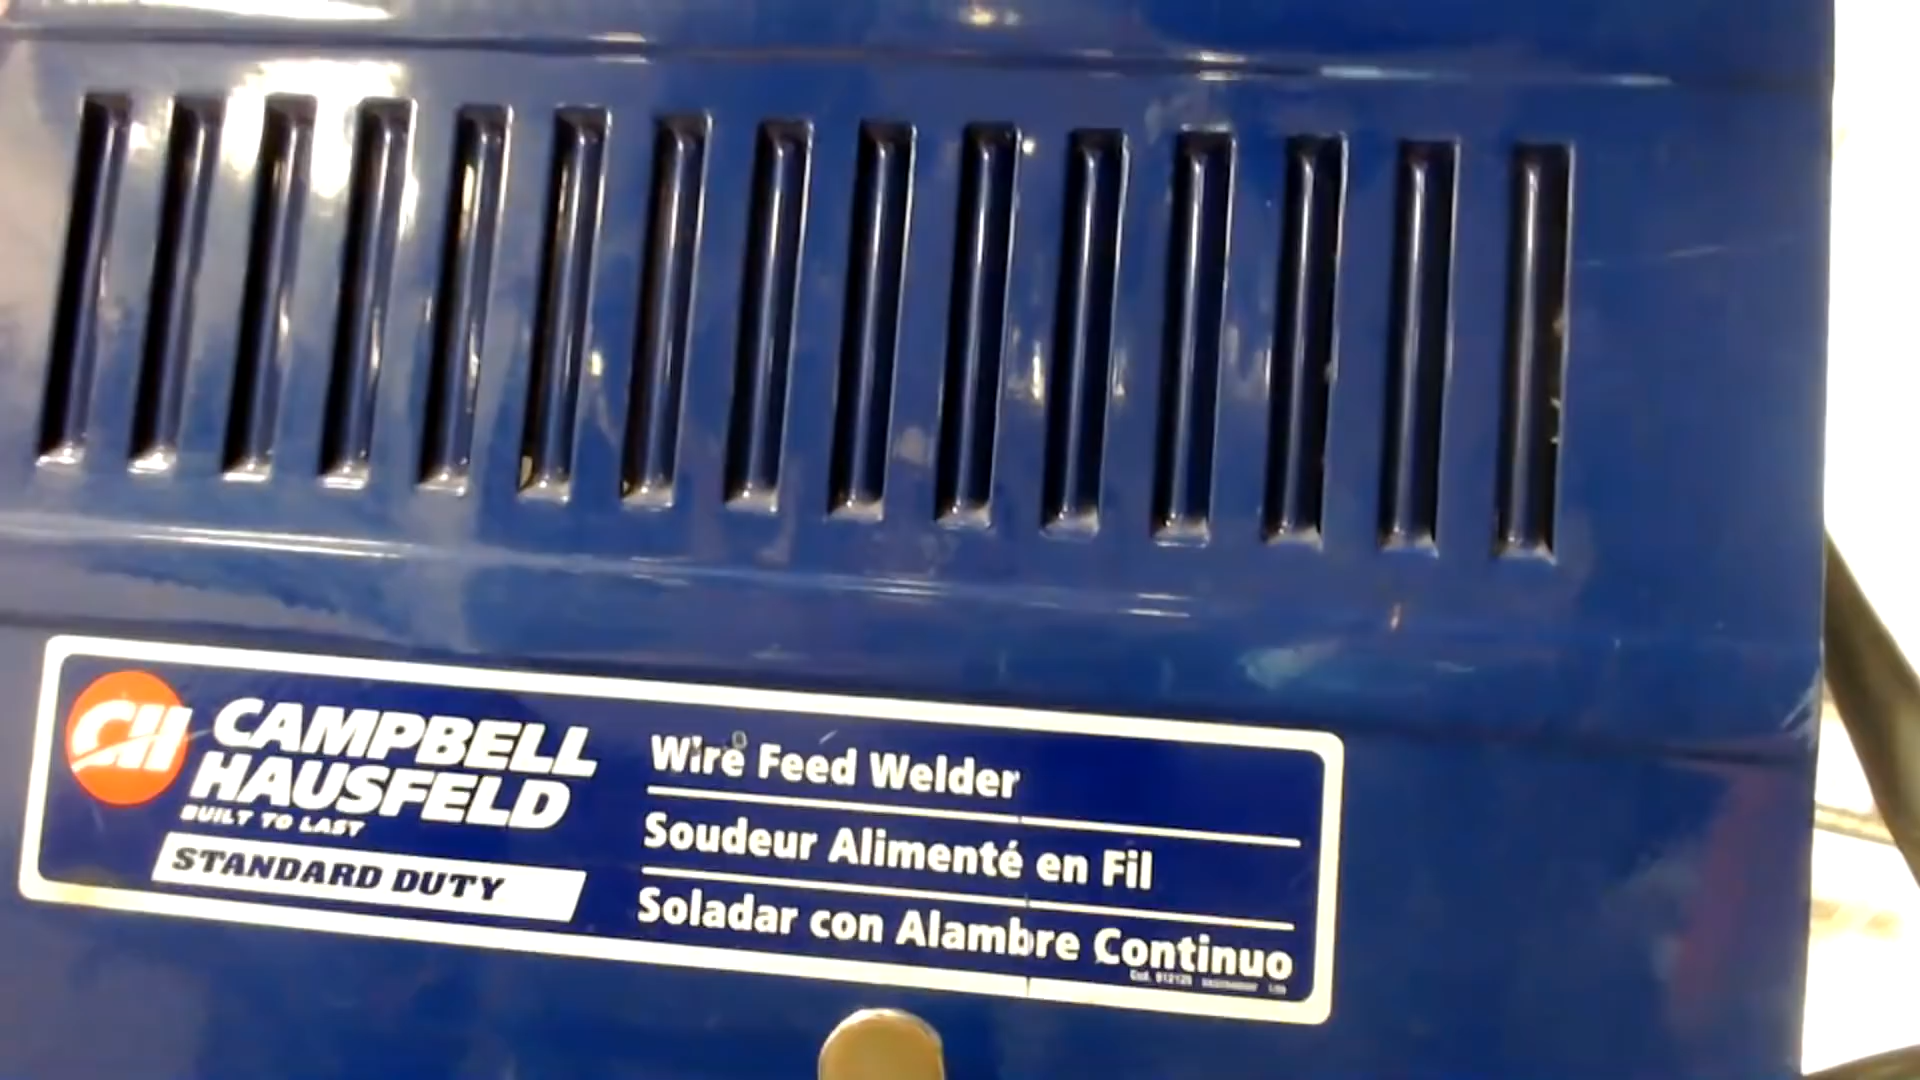 CH CAMPBELL
HAUSFELD
BUILT TO LAST
STANDARD DUTY
Wire Feed Welder
Soudeur Alimenté en Fil
Soladar con Alambre Continuo